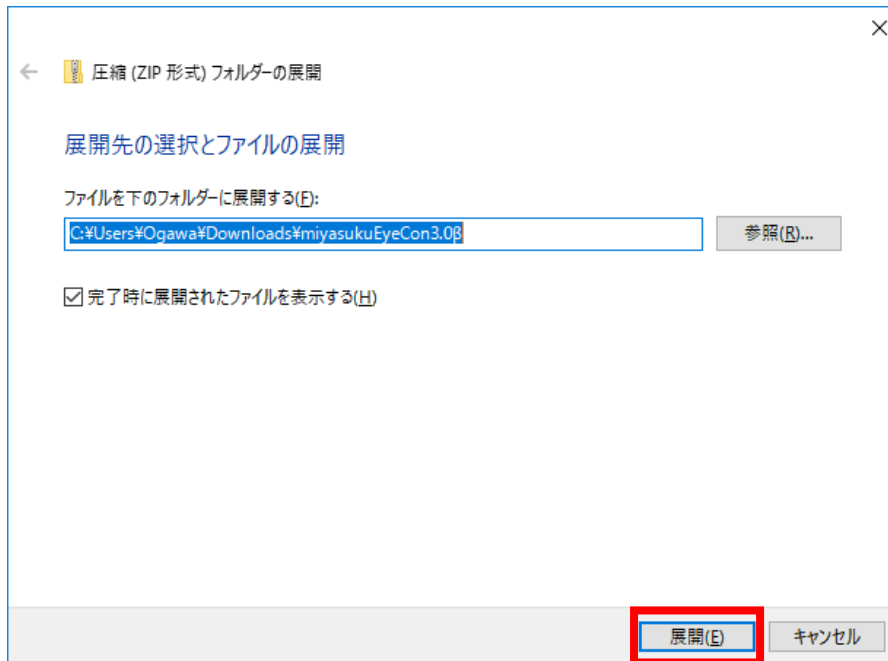 圧縮 (ZIP 形式) フォルダーの展開
展開先の選択とファイルの展開
ファイルを下のフォルダーに展開する(F):
C:¥Users¥Ogawa¥Downloads¥miyasukuEyeCon3.0β
参照(R)...
完了時に展開されたファイルを表示する(H)
展開(E)
キャンセル